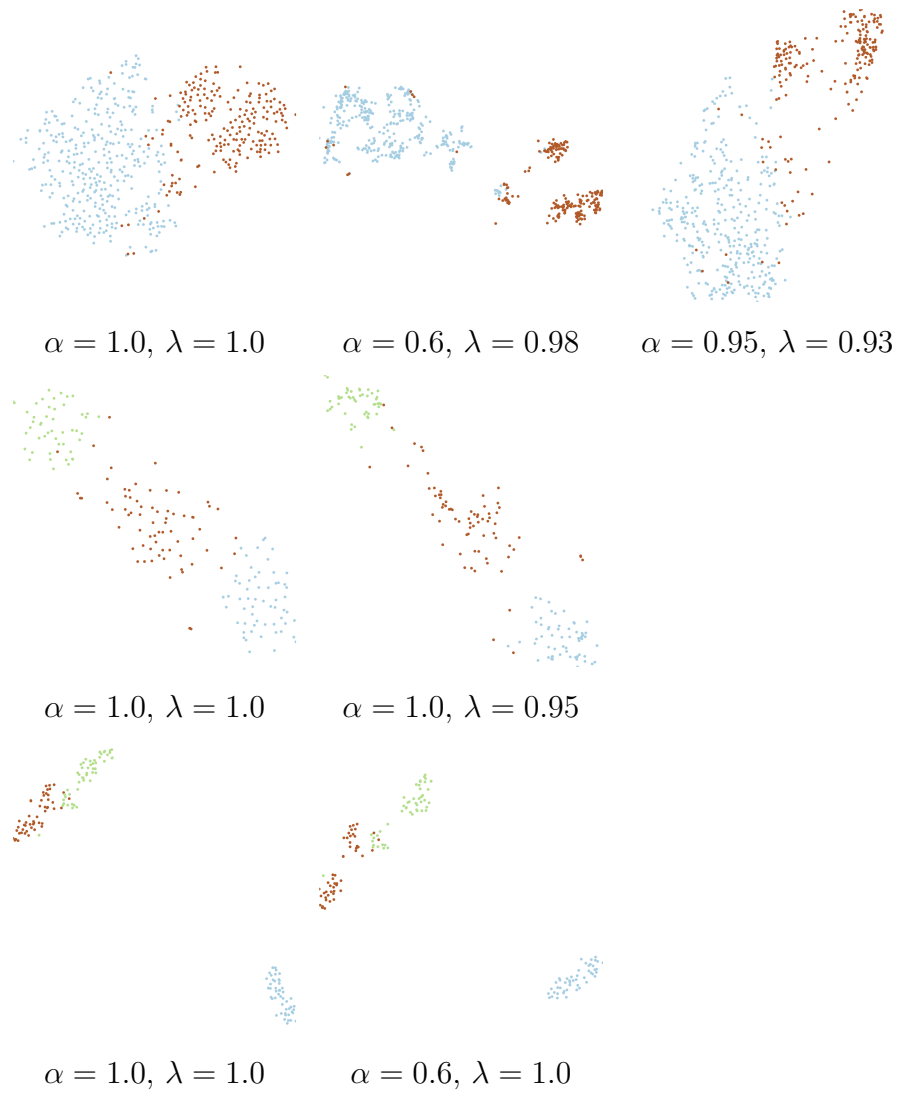 α = 1.0, λ = 1.0
α = 0.6, λ = 0.98
α = 0.95, λ = 0.93
α = 1.0, λ = 1.0
α = 1.0, λ = 0.95
α = 1.0, λ = 1.0
α = 0.6, λ = 1.0